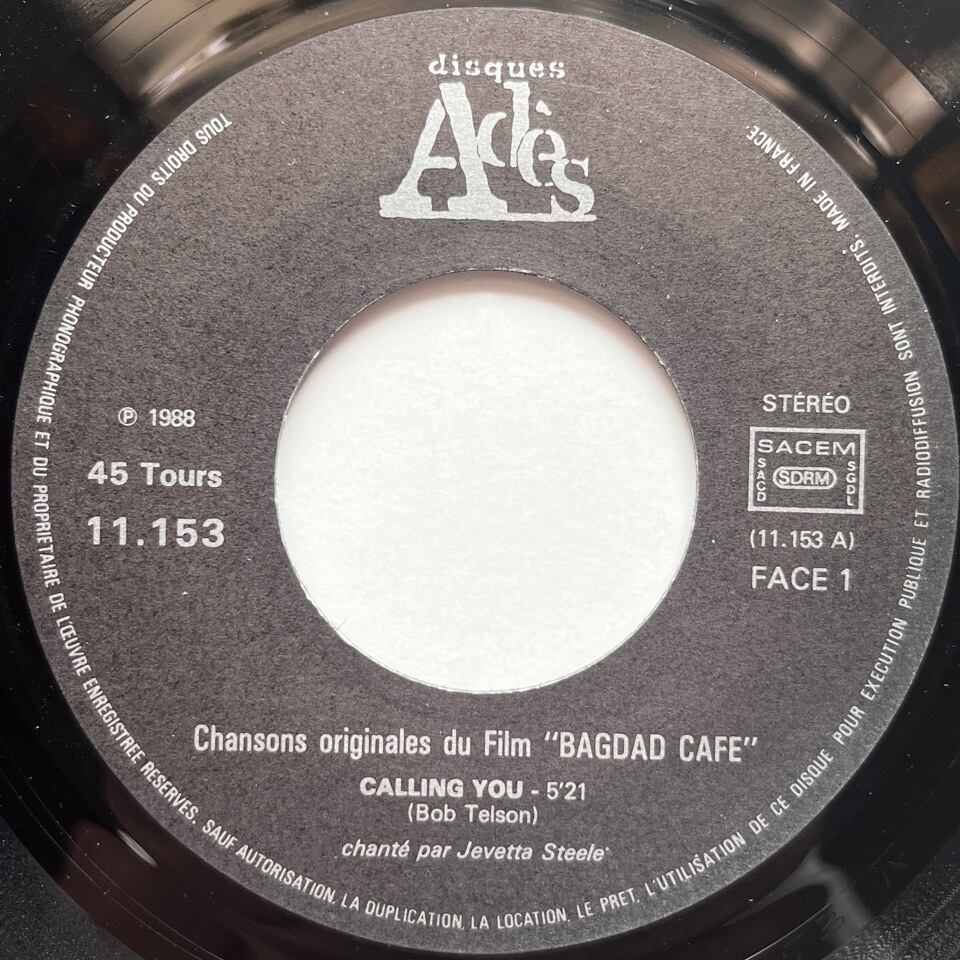 disques
Adès
TOUS DROITS DU PRODUCTEUR PHONOGRAPHIQUE ET DU PROPRIETAIRE DE L'ŒUVRE ENREGISTREE RESERVES. SAUF AUTORISATION, LA DUPLICATION, LA LOCATION, LE PRET, L'UTILISATION DE CE DISQUE POUR EXECUTION PUBLIQUE ET RADIODIFFUSION SONT INTERDITS. MADE IN FRANCE.
℗ 1988
45 Tours
11.153
STÉRÉO
SACEM
SACD
SDRM
SGDL
(11.153 A)
FACE 1
Chansons originales du Film "BAGDAD CAFE"
CALLING YOU - 5'21
(Bob Telson)
chanté par Jevetta Steele